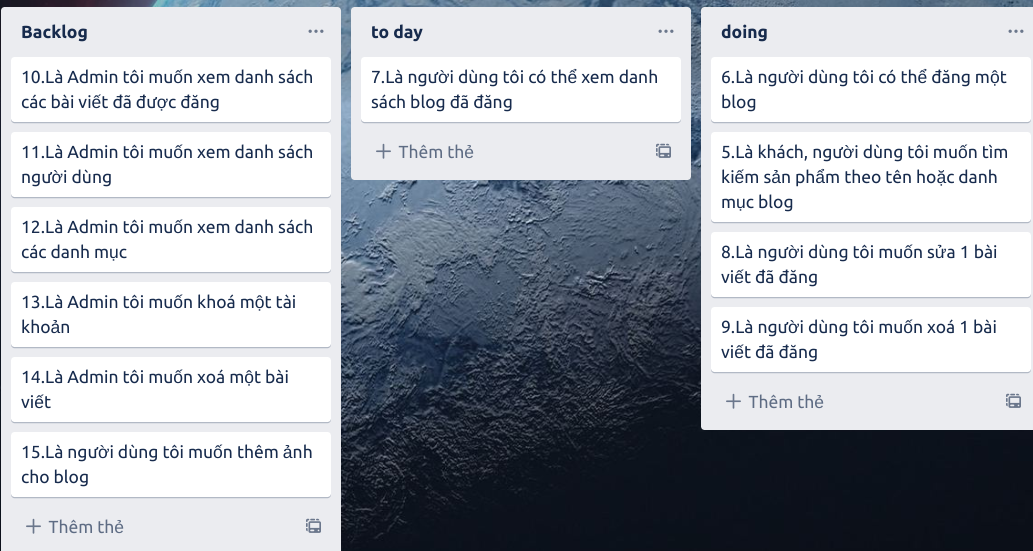 Backlog
10.Là Admin tôi muốn xem danh sách
các bài viết đã được đăng
11.Là Admin tôi muốn xem danh sách
người dùng
12.Là Admin tôi muốn xem danh sách
các danh mục
13.Là Admin tôi muốn khoá một tài
khoản
14.Là Admin tôi muốn xoá một bài
viết
15.Là người dùng tôi muốn thêm ảnh
cho blog
Thêm thẻ
to day
7.Là người dùng tôi có thể xem danh
sách blog đã đăng
Thêm thẻ
doing
6.Là người dùng tôi có thể đăng một
blog
5.Là khách, người dùng tôi muốn tìm
kiếm sản phẩm theo tên hoặc danh
mục blog
8.Là người dùng tôi muốn sửa 1 bài
viết đã đăng
9.Là người dùng tôi muốn xoá 1 bài
viết đã đăng
Thêm thẻ